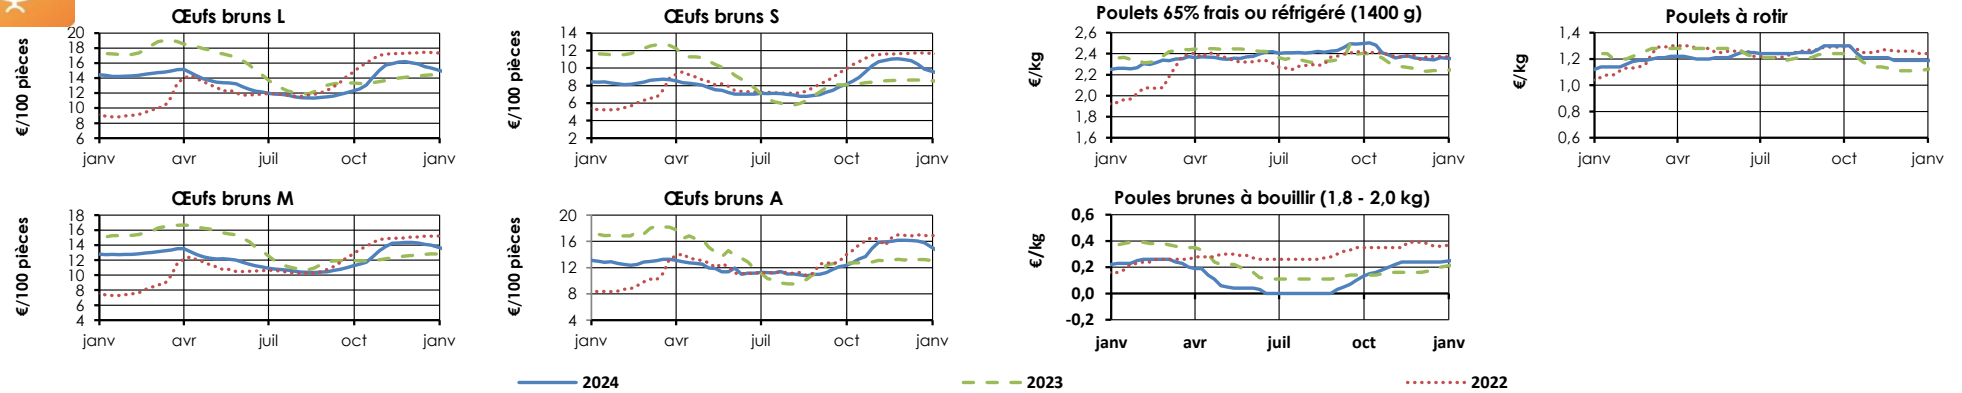 Œufs bruns L
€/100 pièces
20
18
16
14
12
10
8
6
janv
avr
juil
oct
janv
Œufs bruns S
€/100 pièces
14
12
10
8
6
4
2
janv
avr
juil
oct
janv
Poulets 65% frais ou réfrigéré (1400 g)
€/kg
2,6
2,4
2,2
2,0
1,8
1,6
janv
avr
juil
oct
janv
Poulets à rotir
€/kg
1,4
1,2
1,0
0,8
0,6
janv
avr
juil
oct
janv
Œufs bruns M
€/100 pièces
18
16
14
12
10
8
6
4
janv
avr
juil
oct
janv
Œufs bruns A
€/100 pièces
20
16
12
8
4
janv
avr
juil
oct
janv
Poules brunes à bouillir (1,8 - 2,0 kg)
€/kg
0,6
0,4
0,2
0,0
-0,2
janv
avr
juil
oct
janv
2024
2023
2022